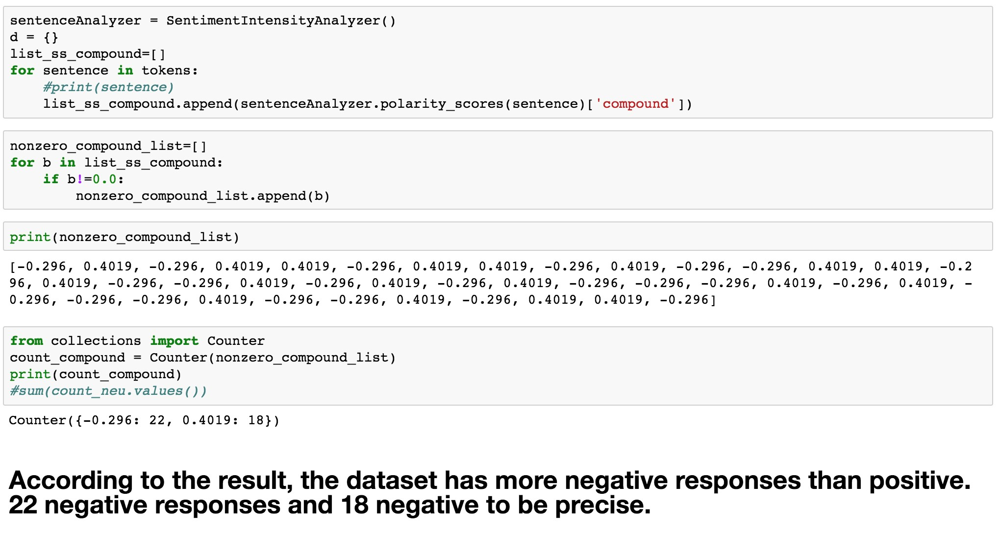 sentenceAnalyzer = SentimentIntensityAnalyzer()
d = {}
list_ss_compound=[]
for sentence in tokens:
    #print(sentence)
    list_ss_compound.append(sentenceAnalyzer.polarity_scores(sentence)['compound'])
nonzero_compound_list=[]
for b in list_ss_compound:
    if b!=0.0:
        nonzero_compound_list.append(b)
print(nonzero_compound_list)
[-0.296, 0.4019, -0.296, 0.4019, 0.4019, -0.296, 0.4019, 0.4019, -0.296, 0.4019, -0.296, -0.296, 0.4019, 0.4019, -0.2
96, 0.4019, -0.296, -0.296, 0.4019, -0.296, 0.4019, -0.296, 0.4019, -0.296, -0.296, -0.296, 0.4019, -0.296, 0.4019, -
0.296, -0.296, -0.296, 0.4019, -0.296, -0.296, 0.4019, -0.296, 0.4019, 0.4019, -0.296]
from collections import Counter
count_compound = Counter(nonzero_compound_list)
print(count_compound)
#sum(count_neu.values())
Counter({-0.296: 22, 0.4019: 18})
According to the result, the dataset has more negative responses than positive.
22 negative responses and 18 negative to be precise.